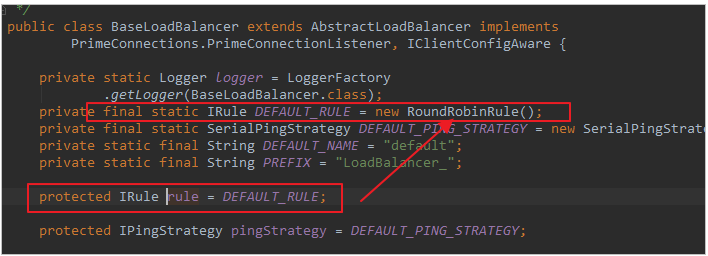 */
public class BaseLoadBalancer extends AbstractLoadBalancer implements
PrimeConnections.PrimeConnectionListener, IClientConfigAware {
private static Logger logger = LoggerFactory
.getLogger(BaseLoadBalancer.class);
private final static IRule DEFAULT_RULE = new RoundRobinRule();
private final static SerialPingStrategy DEFAULT_PING_STRATEGY = new SerialPingStrate
private static final String DEFAULT_NAME = "default";
private static final String PREFIX = "LoadBalancer_";
protected IRule rule = DEFAULT_RULE;
protected IPingStrategy pingStrategy = DEFAULT_PING_STRATEGY;